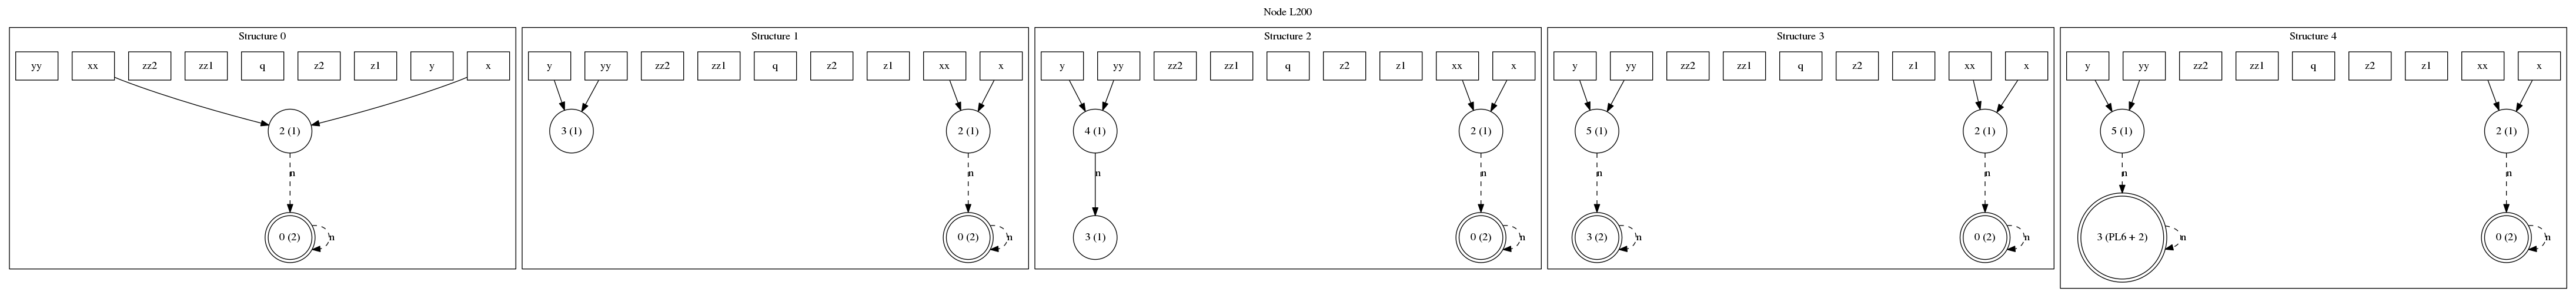 Node L200
Structure 0
yy xx zz2 zz1 q z2 z1 y x
2 (1)
n
0 (2) n
Structure 1
y yy zz2 zz1 q z2 z1 xx x
3 (1) 2 (1)
n
0 (2) n
Structure 2
y yy zz2 zz1 q z2 z1 xx x
4 (1) 2 (1)
n n
3 (1) 0 (2) n
Structure 3
y yy zz2 zz1 q z2 z1 xx x
5 (1) 2 (1)
n n
3 (2) n 0 (2) n
Structure 4
y yy zz2 zz1 q z2 z1 xx x
5 (1) 2 (1)
n n
3 (PL6 + 2) n 0 (2) n